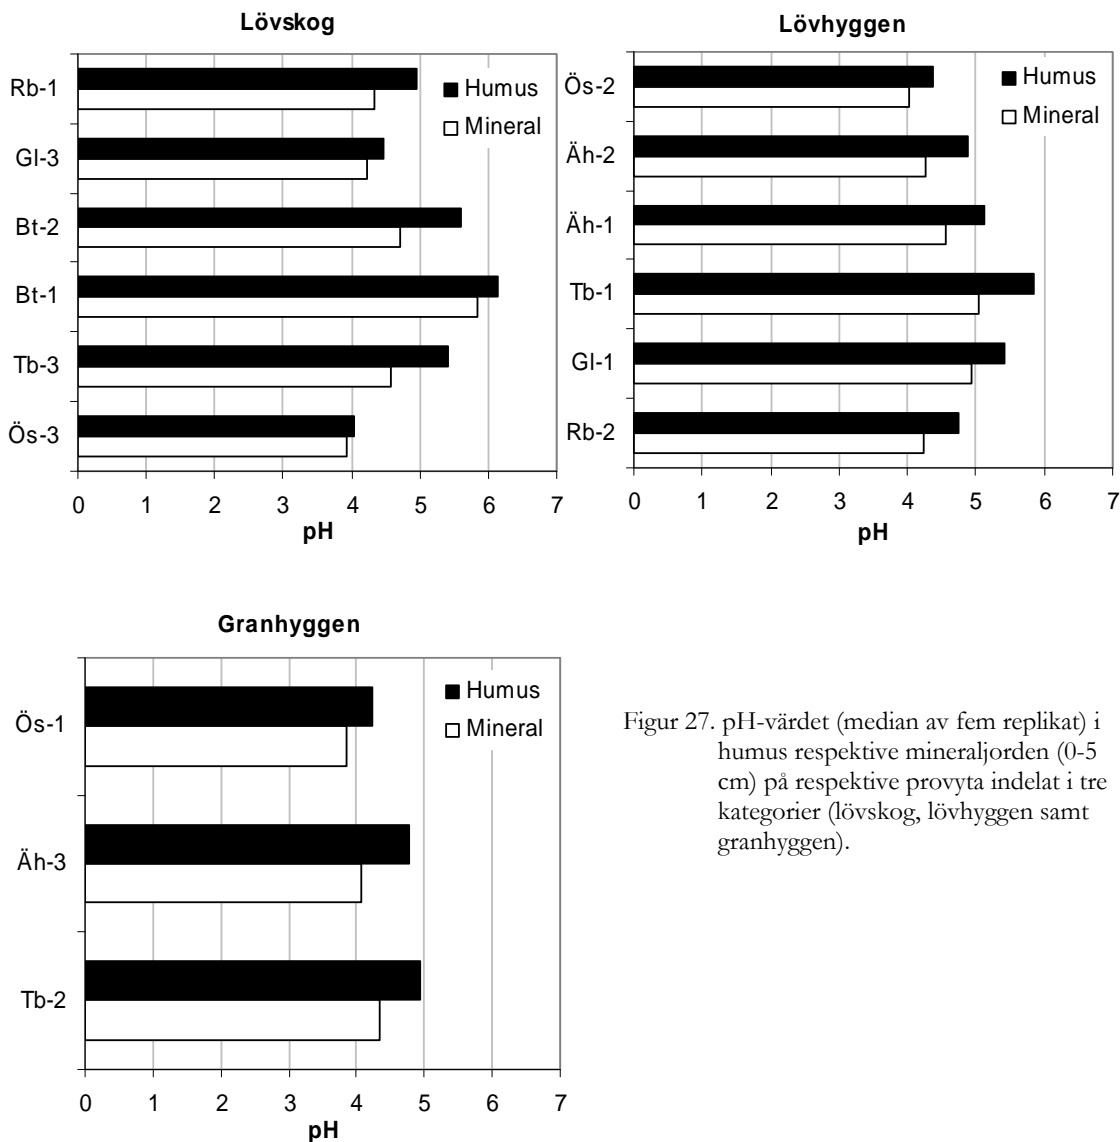 Lövskog
Rb-1
Gl-3
Bt-2
Bt-1
Tb-3
Ös-3
Humus
Mineral
0 1 2 3 4 5 6 7
pH
Lövhyggen
Ös-2
Äh-2
Äh-1
Tb-1
Gl-1
Rb-2
Humus
Mineral
0 1 2 3 4 5 6 7
pH
Granhyggen
Ös-1
Äh-3
Tb-2
Humus
Mineral
0 1 2 3 4 5 6 7
pH
Figur 27. pH-värdet (median av fem replikat) i
humus respektive mineraljorden (0-5
cm) på respektive provyta indelat i tre
kategorier (lövskog, lövhyggen samt
granhyggen).